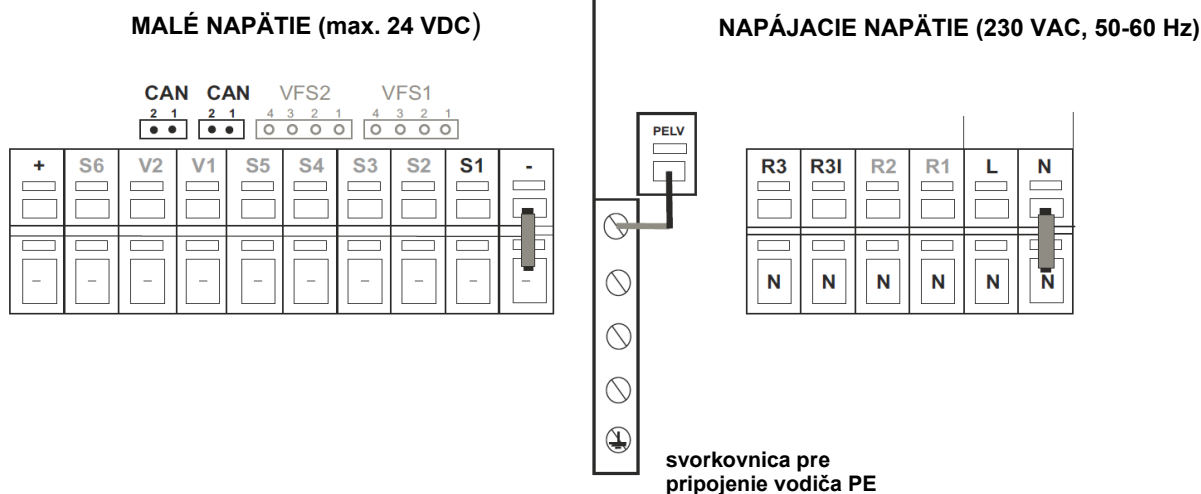 MALÉ NAPÄTIE (max. 24 VDC)
NAPÁJACIE NAPÄTIE (230 VAC, 50-60 Hz)
CAN CAN VFS2 VFS1
2 1 2 1 4 3 2 1 4 3 2 1
PELV
+ S6 V2 V1 S5 S4 S3 S2 S1 -
R3 R3I R2 R1 L N
- - - - - - - - - -
N N N N N N
svorkovnica pre
pripojenie vodiča PE